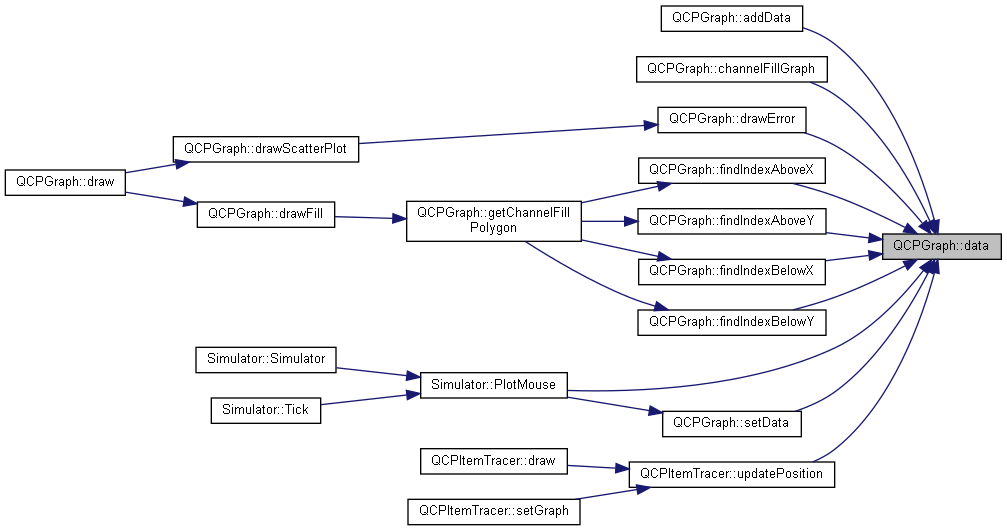 QCPGraph::addData
QCPGraph::channelFillGraph
QCPGraph::drawError
QCPGraph::drawScatterPlot
QCPGraph::findIndexAboveX
QCPGraph::draw
QCPGraph::drawFill
QCPGraph::getChannelFill
Polygon
QCPGraph::findIndexAboveY
QCPGraph::data
QCPGraph::findIndexBelowX
QCPGraph::findIndexBelowY
Simulator::Simulator
Simulator::PlotMouse
Simulator::Tick
QCPGraph::setData
QCPItemTracer::draw
QCPItemTracer::updatePosition
QCPItemTracer::setGraph